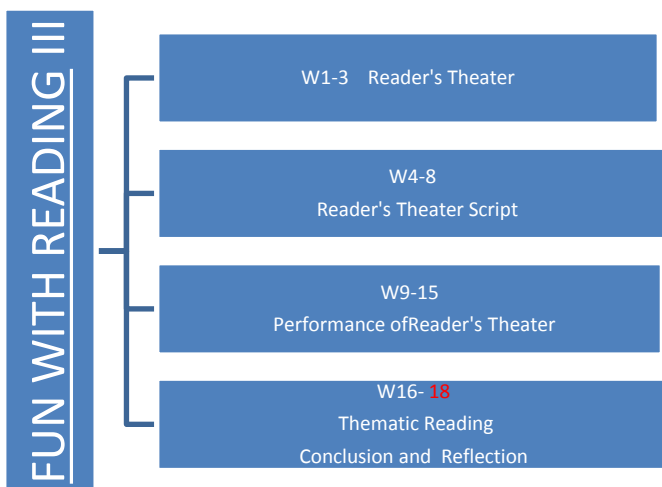 FUN WITH READING III
W1-3 Reader's Theater
W4-8
Reader's Theater Script
W9-15
Performance ofReader's Theater
W16- 18
Thematic Reading
Conclusion and Reflection